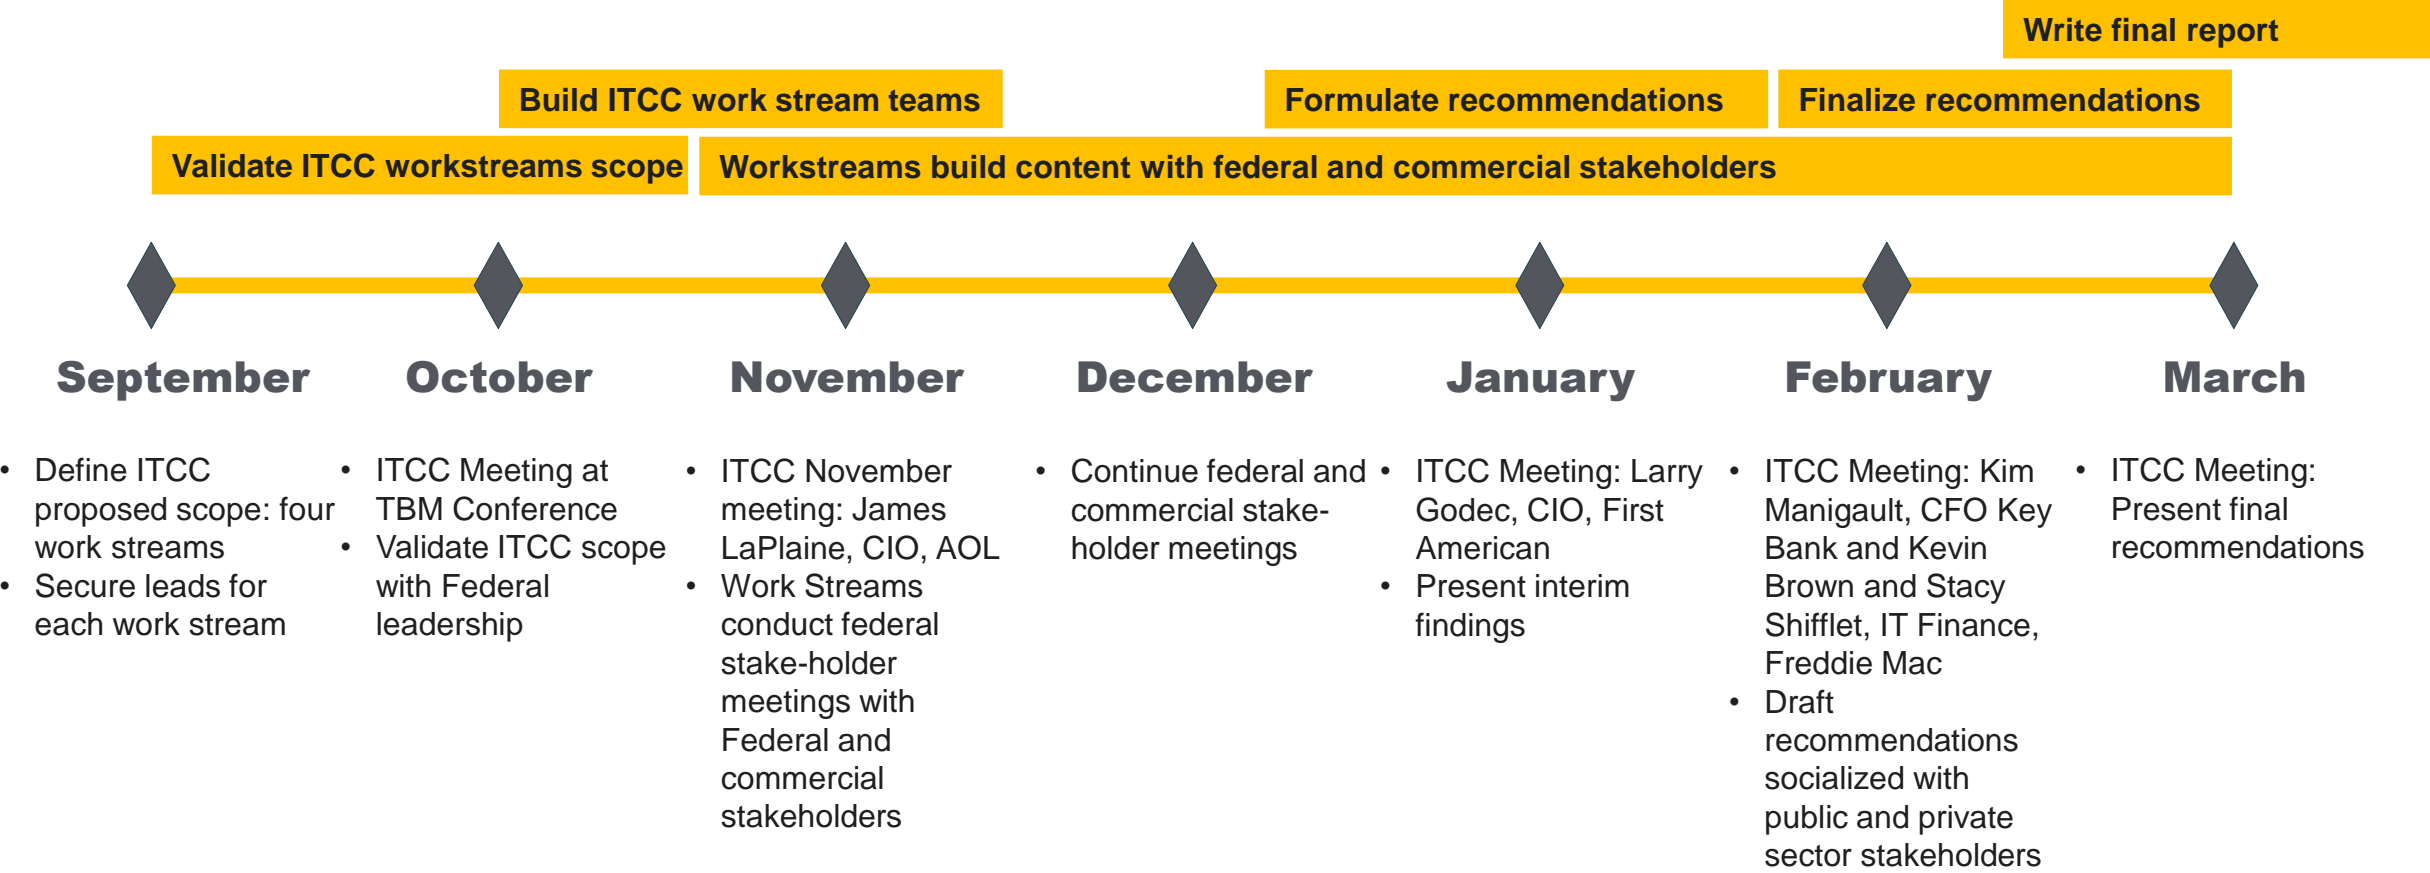 Write final report
Build ITCC work stream teams
Formulate recommendations
Finalize recommendations
Validate ITCC workstreams scope
Workstreams build content with federal and commercial stakeholders
September
• Define ITCC
proposed scope: four
work streams
• Secure leads for
each work stream
October
• ITCC Meeting at
TBM Conference
• Validate ITCC scope
with Federal
leadership
November
• ITCC November
meeting: James
LaPlaine, CIO, AOL
• Work Streams
conduct federal
stake-holder
meetings with
Federal and
commercial
stakeholders
December
• Continue federal and
commercial stake-
holder meetings
January
• ITCC Meeting: Larry
Godec, CIO, First
American
• Present interim
findings
February
• ITCC Meeting: Kim
Manigault, CFO Key
Bank and Kevin
Brown and Stacy
Shifflet, IT Finance,
Freddie Mac
• Draft
recommendations
socialized with
public and private
sector stakeholders
March
• ITCC Meeting:
Present final
recommendations